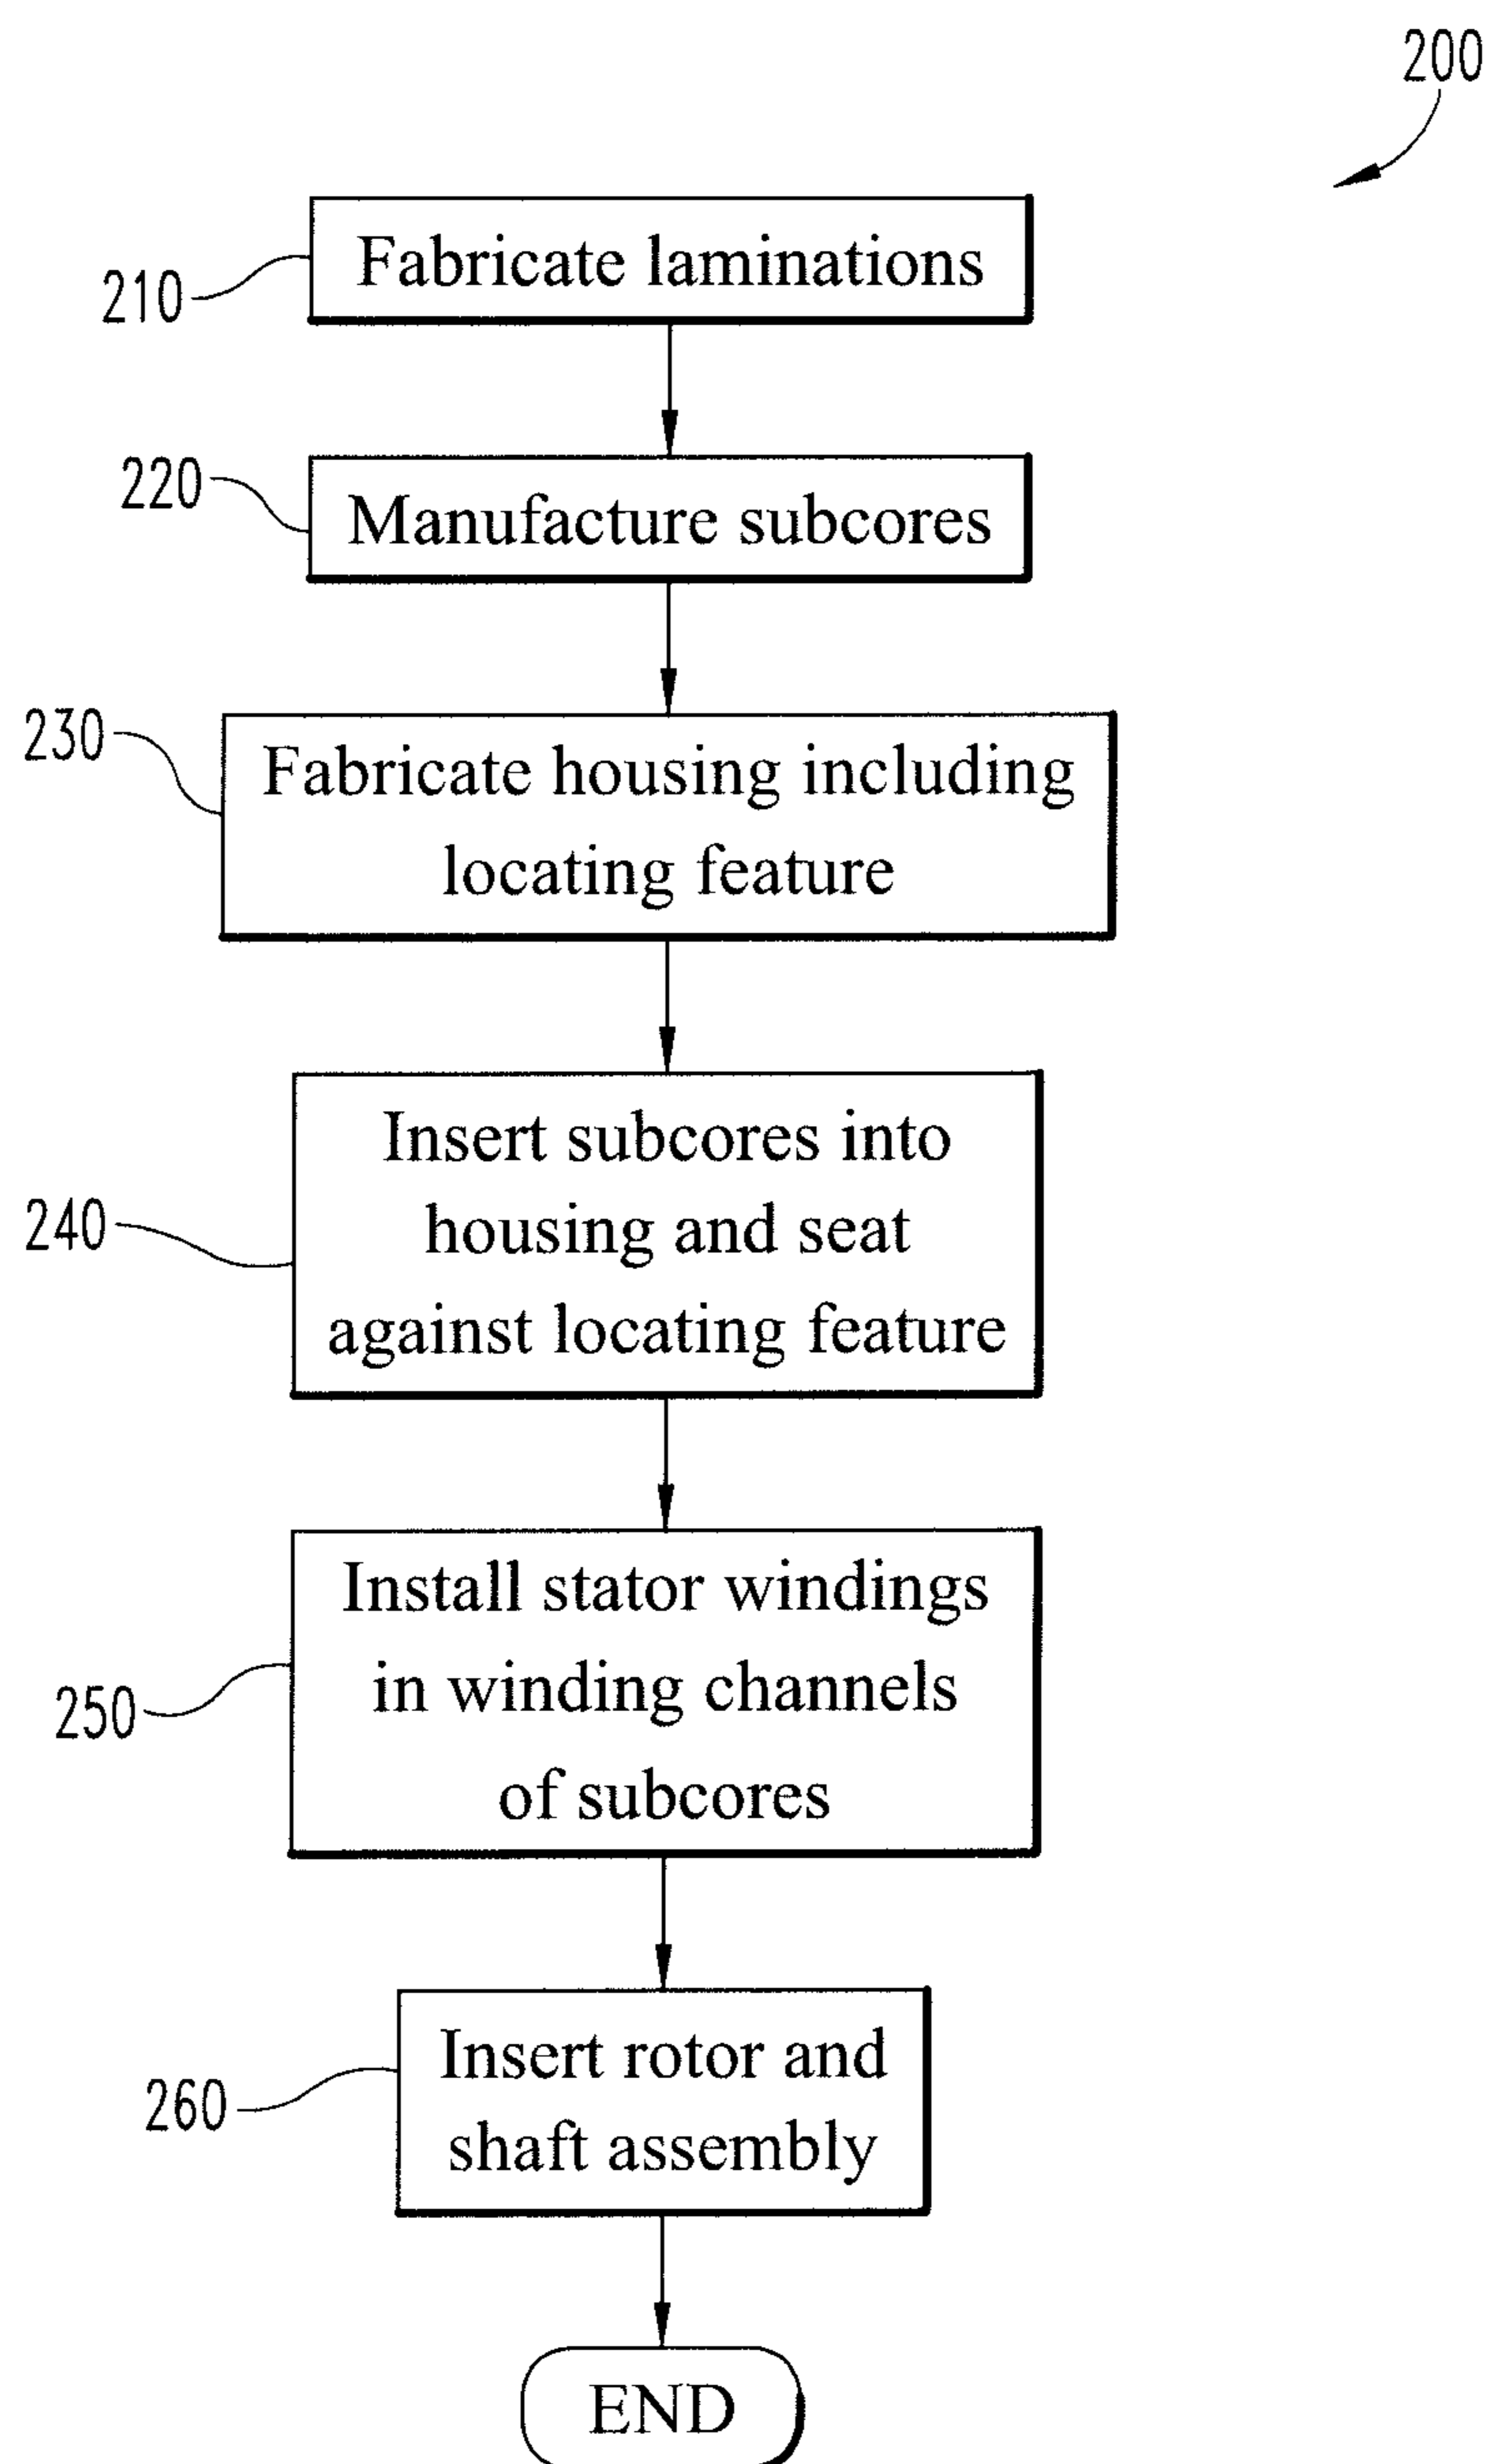 200
210
Fabricate laminations
220
Manufacture subcores
230
Fabricate housing including
locating feature
240
Insert subcores into
housing and seat
against locating feature
250
Install stator windings
in winding channels
of subcores
260
Insert rotor and
shaft assembly
END